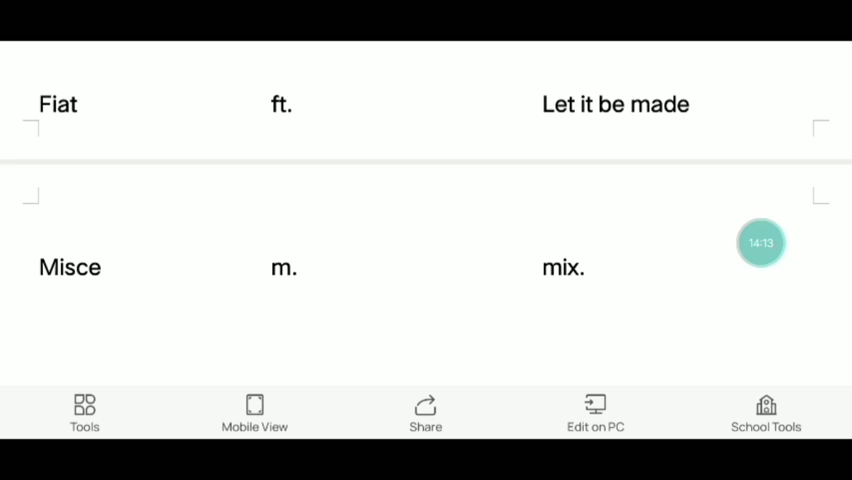 Fiat ft. Let it be made
Misce m. mix.
14:13
Tools Mobile View Share Edit on PC School Tools